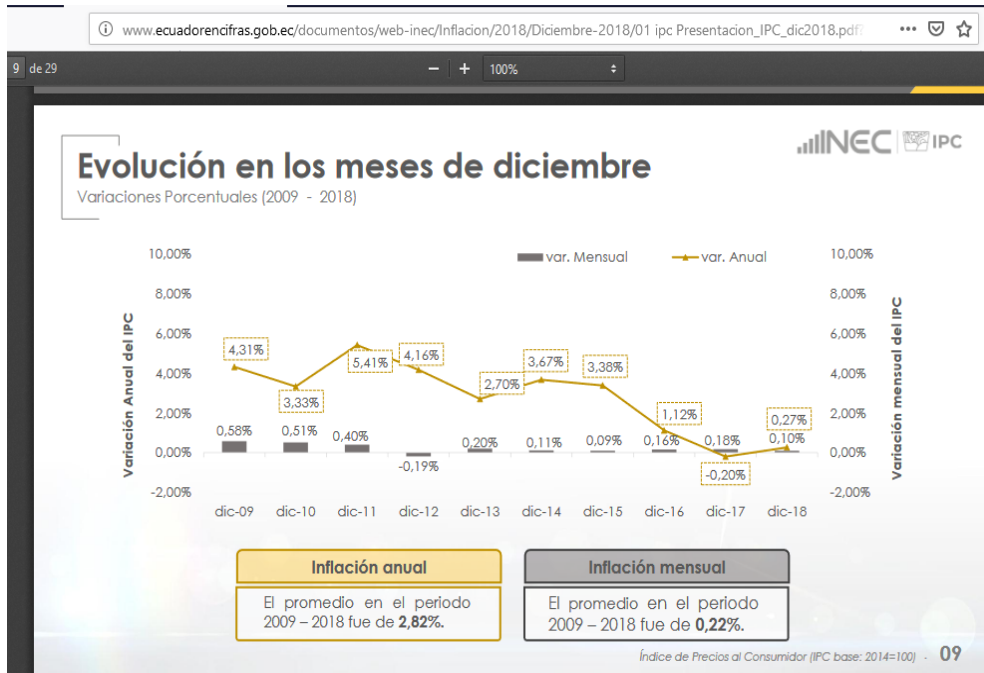 www.ecuadorencifras.gob.ec/documentos/web-inec/Inflacion/2018/Diciembre-2018/01 ipc Presentacion_IPC_dic2018.pdf
9 de 29
100%
INEC IPC
Evolución en los meses de diciembre
Variaciones Porcentuales (2009 - 2018)
var. Mensual
var. Anual
Variación Anual del IPC
10,00%
8,00%
6,00%
4,00%
2,00%
0,00%
-2,00%
4,31%
3,33%
5,41%
4,16%
2,70%
3,67%
3,38%
1,12%
-0,20%
0,27%
0,58%
0,51%
0,40%
-0,19%
0,20%
0,11%
0,09%
0,16%
0,18%
0,10%
10,00%
8,00%
6,00%
4,00%
2,00%
0,00%
-2,00%
Variación mensual del IPC
dic-09 dic-10 dic-11 dic-12 dic-13 dic-14 dic-15 dic-16 dic-17 dic-18
Inflación anual
El promedio en el periodo
2009 – 2018 fue de 2,82%.
Inflación mensual
El promedio en el periodo
2009 – 2018 fue de 0,22%.
Índice de Precios al Consumidor (IPC base: 2014=100) - 09